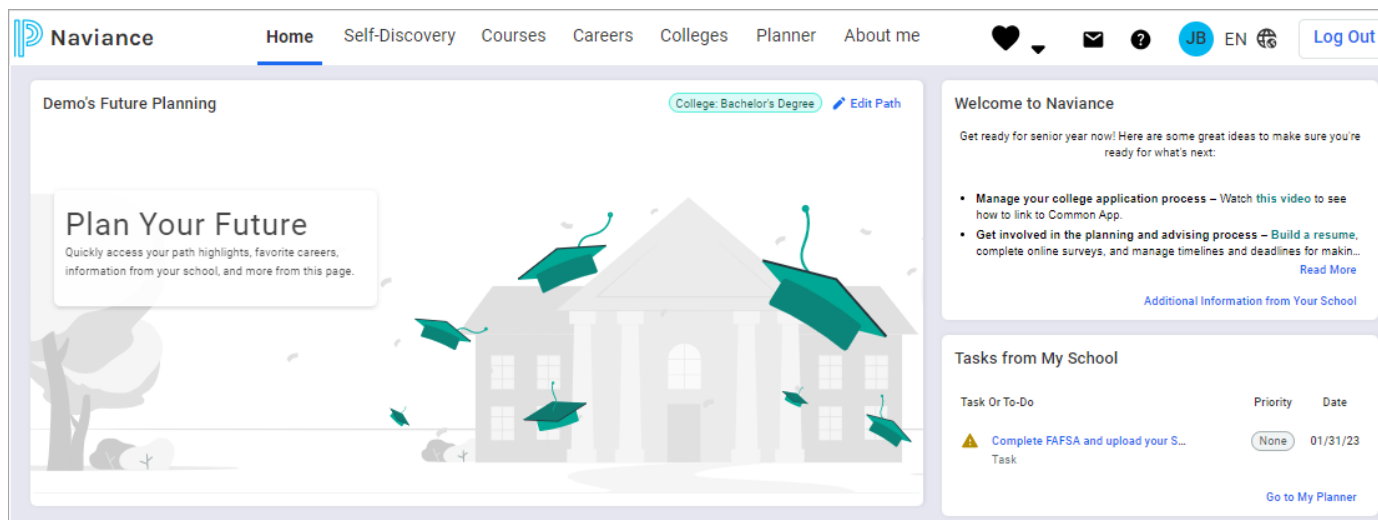 Naviance Home Self-Discovery Courses Careers Colleges Planner About me JB EN Log Out
Demo's Future Planning College: Bachelor's Degree Edit Path
Plan Your Future
Quickly access your path highlights, favorite careers,
information from your school, and more from this page.
Welcome to Naviance
Get ready for senior year now! Here are some great ideas to make sure you're
ready for what's next:
• Manage your college application process – Watch this video to see
how to link to Common App.
• Get involved in the planning and advising process – Build a resume,
complete online surveys, and manage timelines and deadlines for makin...
Read More
Additional Information from Your School
Tasks from My School
Task Or To-Do Priority Date
Complete FAFSA and upload your S... None 01/31/23
Task
Go to My Planner